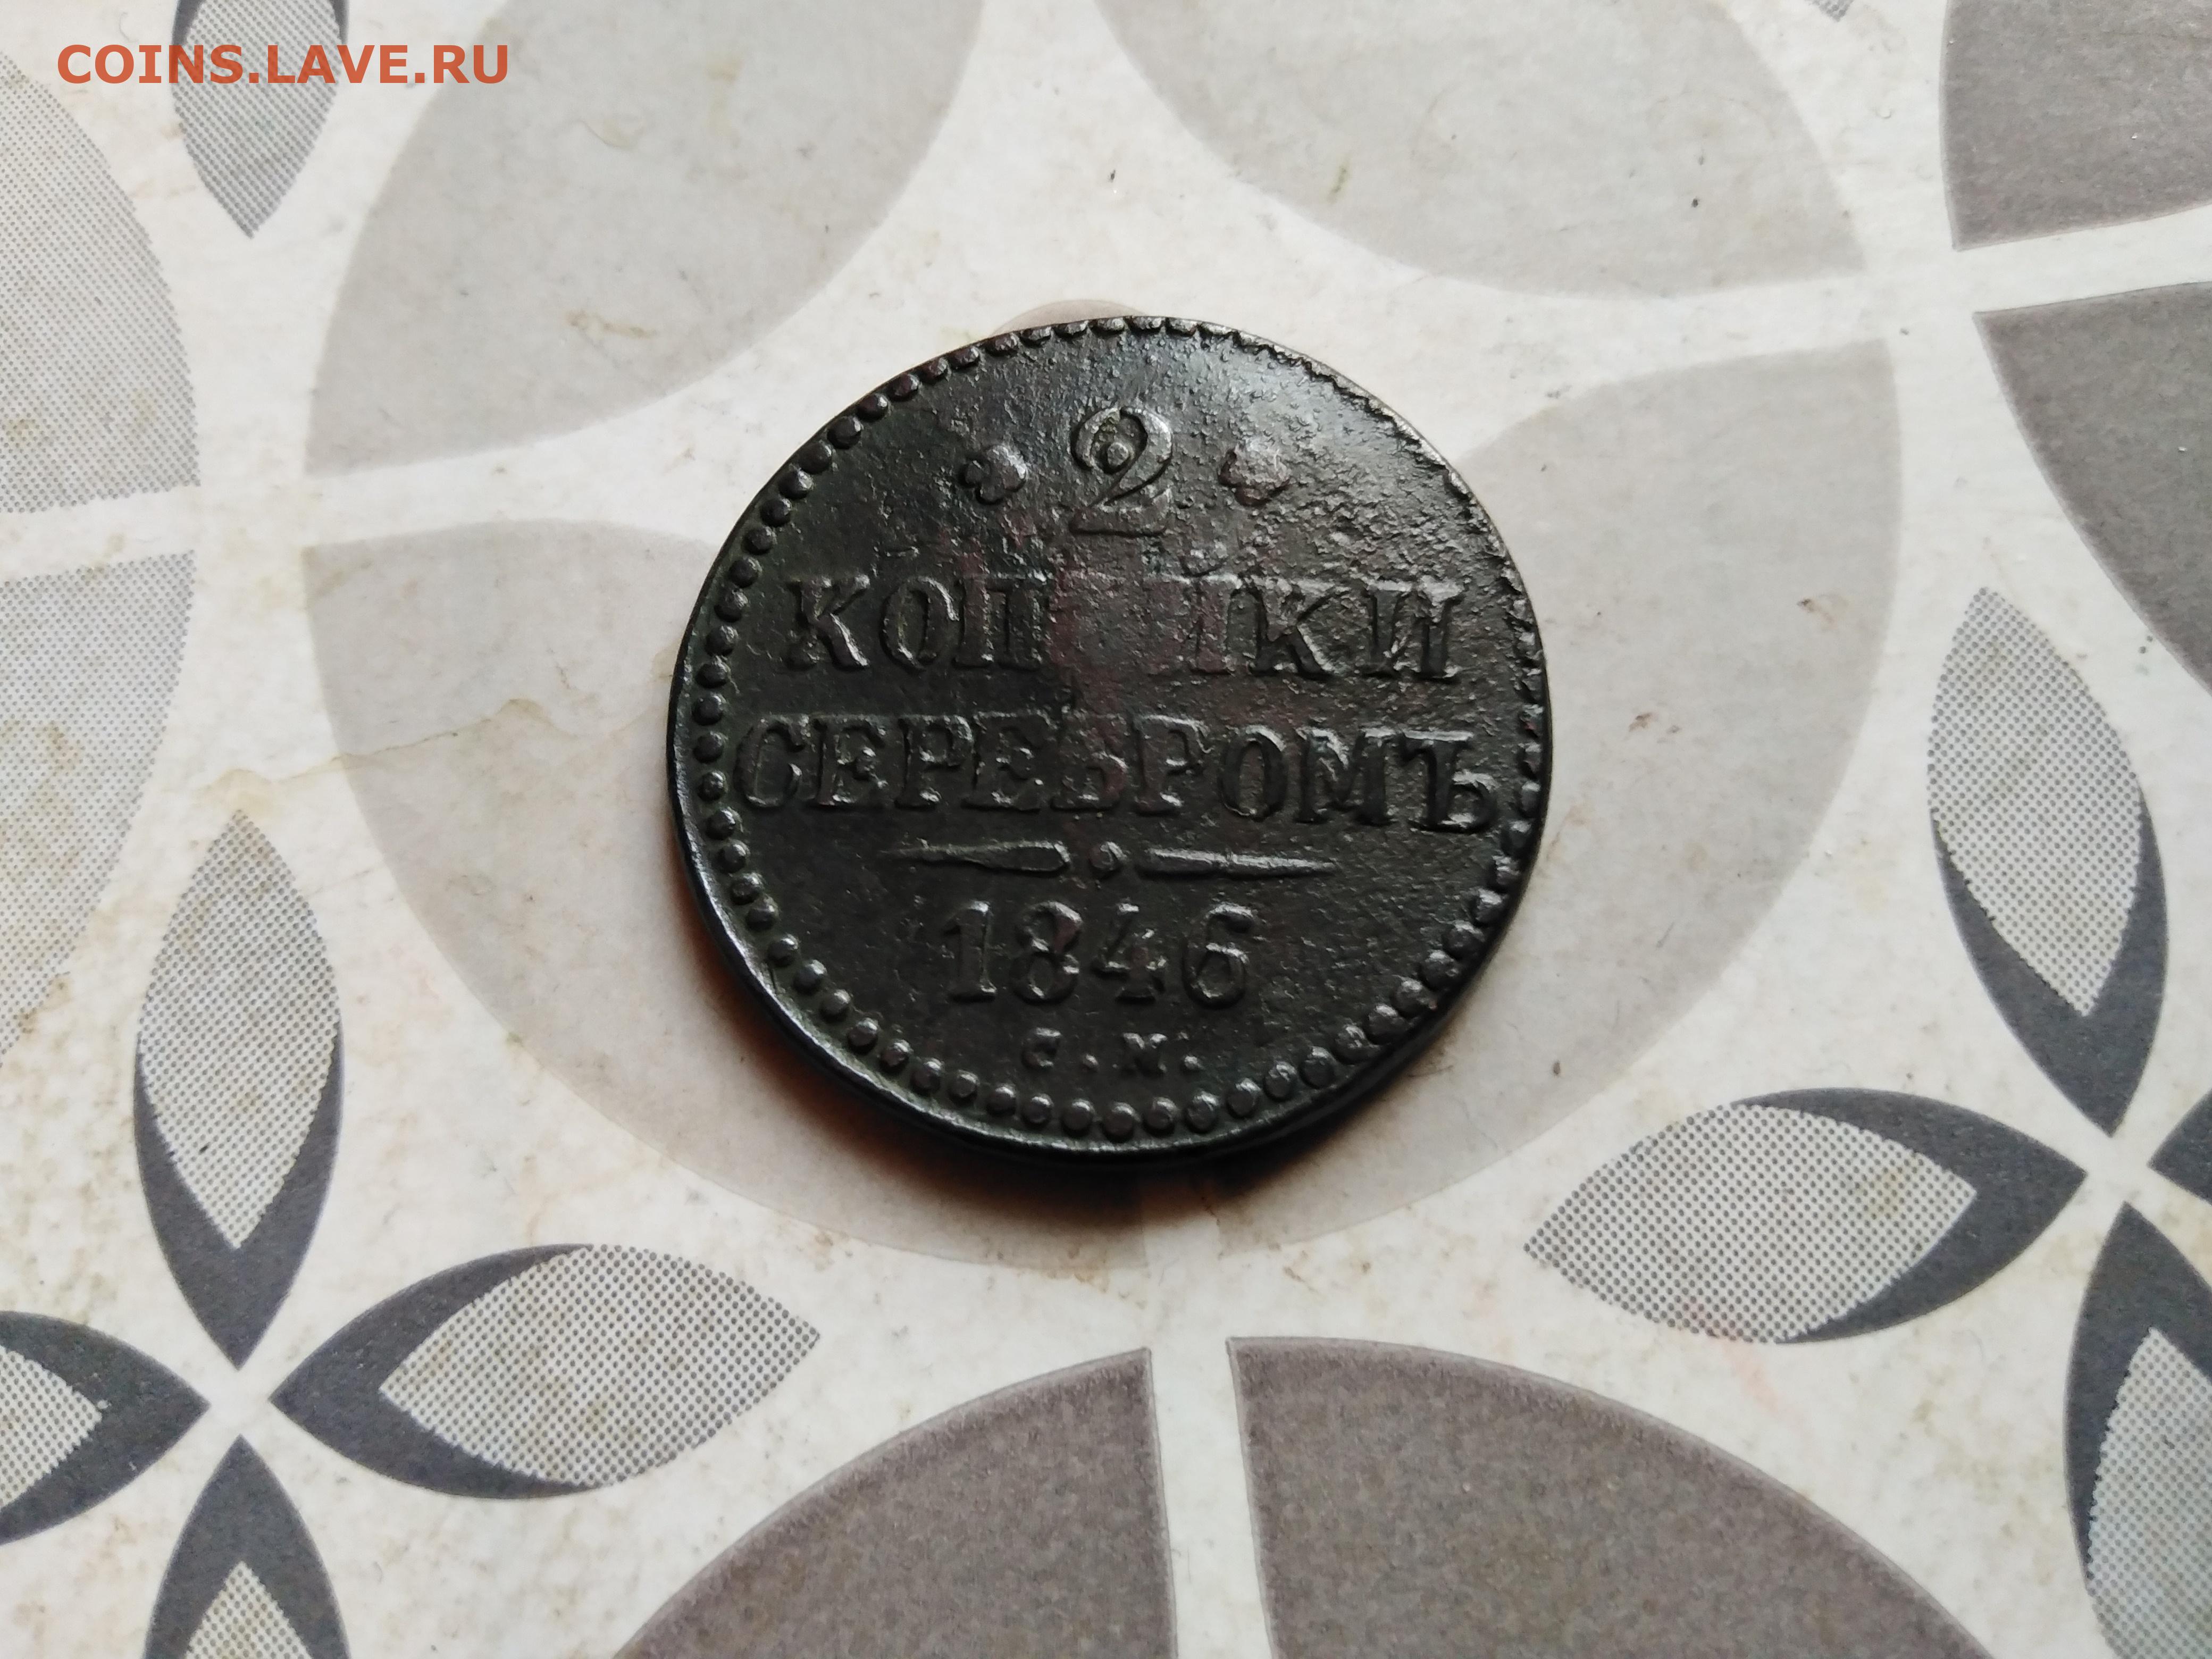 COINS.LAVE.RU
2
КОПѢЙКИ
СЕРЕБРОМЪ
1846
С.М.